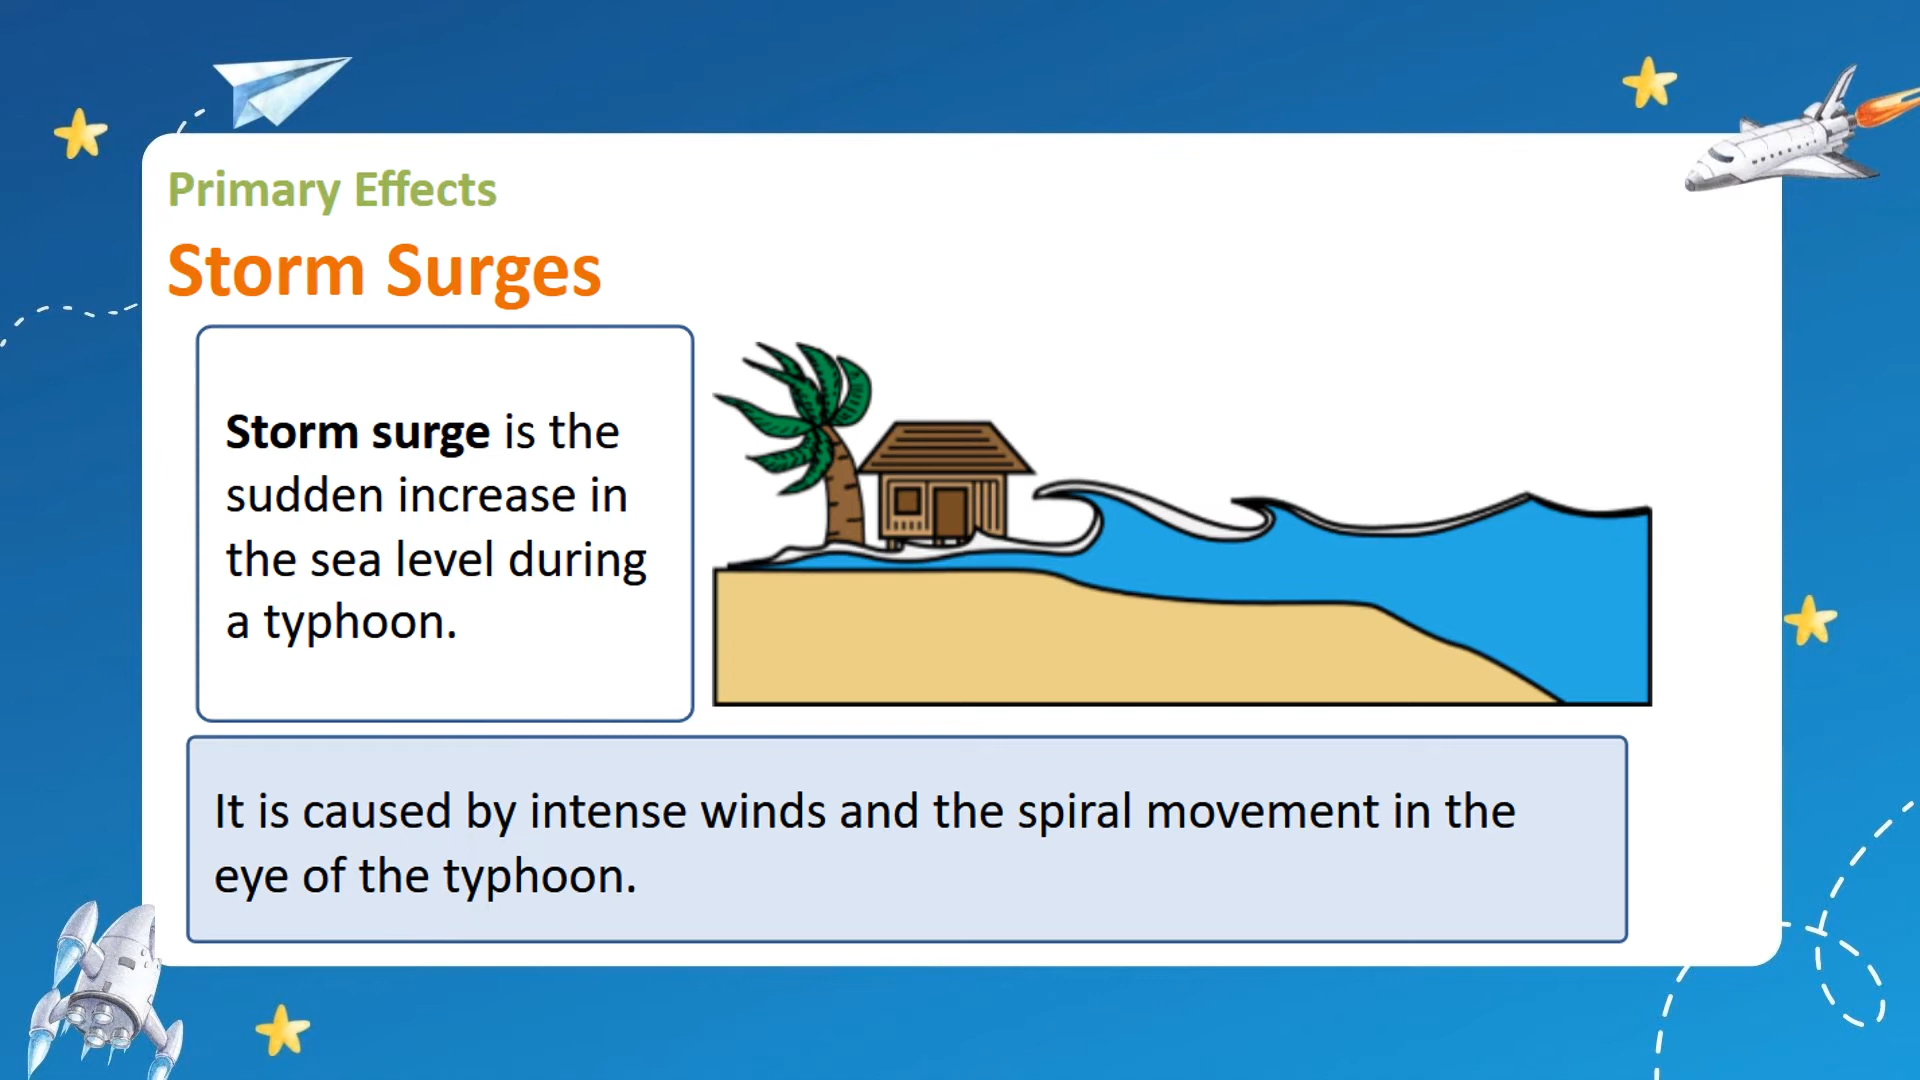 Primary Effects
Storm Surges
Storm surge is the
sudden increase in
the sea level during
a typhoon.
It is caused by intense winds and the spiral movement in the
eye of the typhoon.